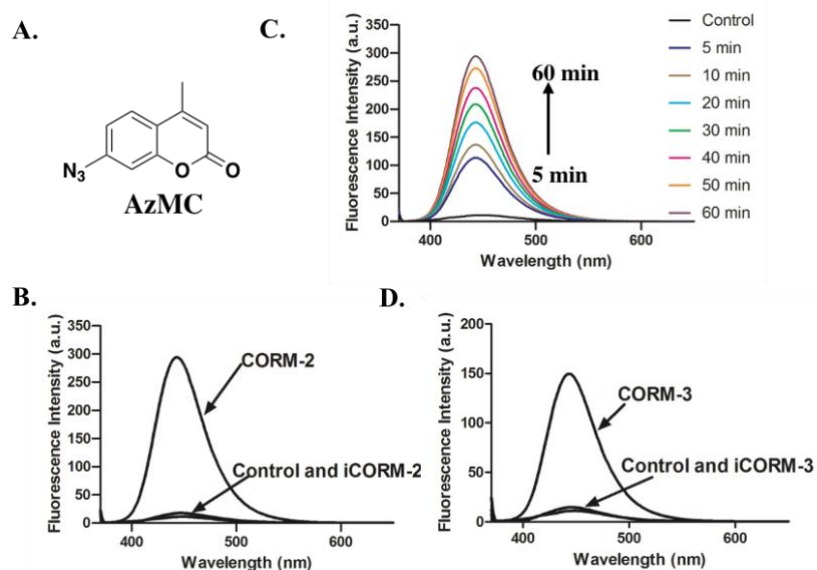 A.
N₃
O
O
AzMC
C.
Fluorescence Intensity (a.u.)
350
300
250
200
150
100
50
0
400
500
600
Wavelength (nm)
60 min
5 min
Control
5 min
10 min
20 min
30 min
40 min
50 min
60 min
B.
Fluorescence Intensity (a.u.)
350
300
250
200
150
100
50
0
400
500
600
Wavelength (nm)
CORM-2
Control and iCORM-2
D.
Fluorescence Intensity (a.u.)
200
150
100
50
0
400
500
600
Wavelength (nm)
CORM-3
Control and iCORM-3